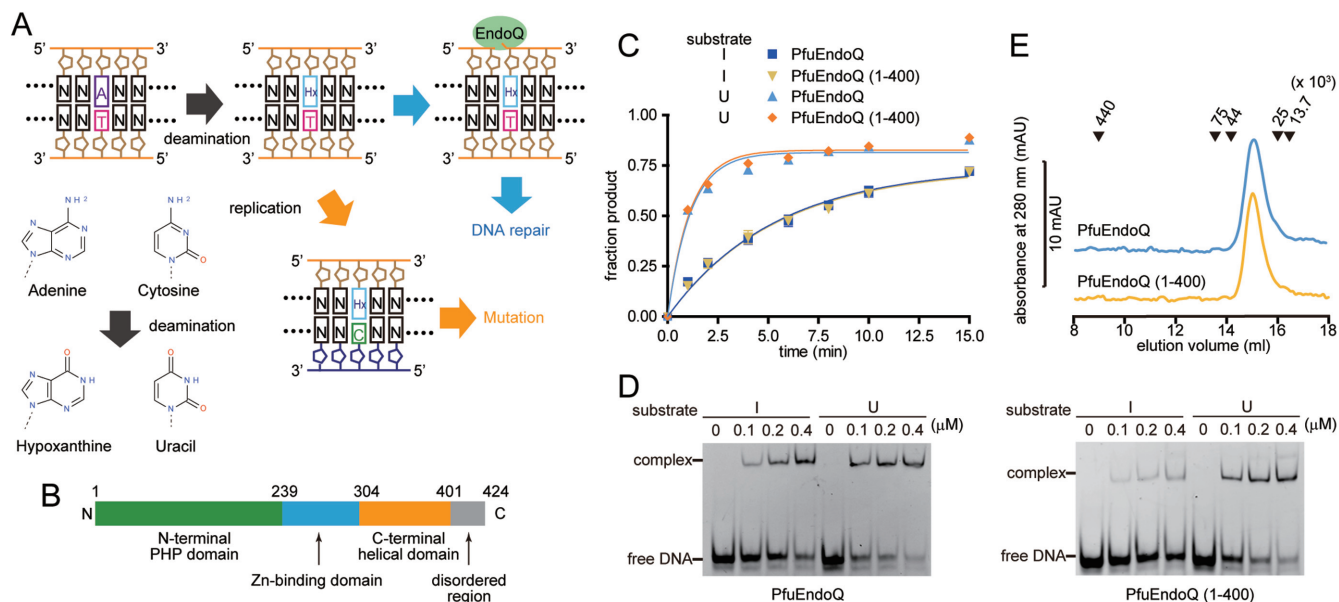 A
EndoQ
5' 3' 5' 3' 5' 3'
N N A N N N N Hx N N N N Hx N N
N N T N N N N T N N N N T N N
deamination
3' 5' 3' 5' 3' 5'
NH2 NH2
N N N N N N O
Adenine Cytosine
replication
DNA repair
5' 3'
N N Hx N N
N N C N N
Mutation
3' 5'
deamination
O O
N NH N N NH N O
Hypoxanthine Uracil
B
1 239 304 401 424
N C
N-terminal
PHP domain
C-terminal
helical domain
Zn-binding domain
disordered
region
C
substrate
I PfuEndoQ
I PfuEndoQ (1-400)
U PfuEndoQ
U PfuEndoQ (1-400)
fraction product
1.00
0.75
0.50
0.25
0.00
0.0 2.5 5.0 7.5 10.0 12.5 15.0
time (min)
D
substrate I U
0 0.1 0.2 0.4 0 0.1 0.2 0.4 (μM)
complex
free DNA
PfuEndoQ
substrate I U
0 0.1 0.2 0.4 0 0.1 0.2 0.4 (μM)
complex
free DNA
PfuEndoQ (1-400)
E
(x 10³)
440 75 44 25 13.7
absorbance at 280 nm (mAU)
10 mAU
PfuEndoQ
PfuEndoQ (1-400)
8 10 12 14 16 18
elution volume (ml)